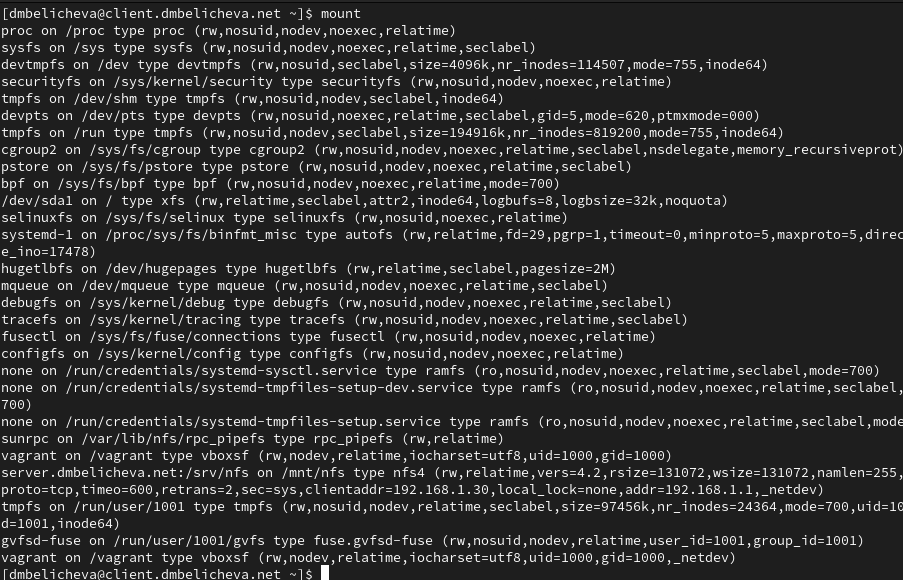 [dmbelicheva@client.dmbelicheva.net ~]$ mount
proc on /proc type proc (rw,nosuid,nodev,noexec,relatime)
sysfs on /sys type sysfs (rw,nosuid,nodev,noexec,relatime,seclabel)
devtmpfs on /dev type devtmpfs (rw,nosuid,seclabel,size=4096k,nr_inodes=114507,mode=755,inode64)
securityfs on /sys/kernel/security type securityfs (rw,nosuid,nodev,noexec,relatime)
tmpfs on /dev/shm type tmpfs (rw,nosuid,nodev,seclabel,inode64)
devpts on /dev/pts type devpts (rw,nosuid,noexec,relatime,seclabel,gid=5,mode=620,ptmxmode=000)
tmpfs on /run type tmpfs (rw,nosuid,nodev,seclabel,size=194916k,nr_inodes=819200,mode=755,inode64)
cgroup2 on /sys/fs/cgroup type cgroup2 (rw,nosuid,nodev,noexec,relatime,seclabel,nsdelegate,memory_recursiveprot)
pstore on /sys/fs/pstore type pstore (rw,nosuid,nodev,noexec,relatime,seclabel)
bpf on /sys/fs/bpf type bpf (rw,nosuid,nodev,noexec,relatime,mode=700)
/dev/sda1 on / type xfs (rw,relatime,seclabel,attr2,inode64,logbufs=8,logbsize=32k,noquota)
selinuxfs on /sys/fs/selinux type selinuxfs (rw,nosuid,noexec,relatime)
systemd-1 on /proc/sys/fs/binfmt_misc type autofs (rw,relatime,fd=29,pgrp=1,timeout=0,minproto=5,maxproto=5,direc
e_ino=17478)
hugetlbfs on /dev/hugepages type hugetlbfs (rw,relatime,seclabel,pagesize=2M)
mqueue on /dev/mqueue type mqueue (rw,nosuid,nodev,noexec,relatime,seclabel)
debugfs on /sys/kernel/debug type debugfs (rw,nosuid,nodev,noexec,relatime,seclabel)
tracefs on /sys/kernel/tracing type tracefs (rw,nosuid,nodev,noexec,relatime,seclabel)
fusectl on /sys/fs/fuse/connections type fusectl (rw,nosuid,nodev,noexec,relatime)
configfs on /sys/kernel/config type configfs (rw,nosuid,nodev,noexec,relatime)
none on /run/credentials/systemd-sysctl.service type ramfs (ro,nosuid,nodev,noexec,relatime,seclabel,mode=700)
none on /run/credentials/systemd-tmpfiles-setup-dev.service type ramfs (ro,nosuid,nodev,noexec,relatime,seclabel,
700)
none on /run/credentials/systemd-tmpfiles-setup.service type ramfs (ro,nosuid,nodev,noexec,relatime,seclabel,mode
sunrpc on /var/lib/nfs/rpc_pipefs type rpc_pipefs (rw,relatime)
vagrant on /vagrant type vboxsf (rw,nodev,relatime,iocharset=utf8,uid=1000,gid=1000)
server.dmbelicheva.net:/srv/nfs on /mnt/nfs type nfs4 (rw,relatime,vers=4.2,rsize=131072,wsize=131072,namlen=255,
proto=tcp,timeo=600,retrans=2,sec=sys,clientaddr=192.168.1.30,local_lock=none,addr=192.168.1.1,_netdev)
tmpfs on /run/user/1001 type tmpfs (rw,nosuid,nodev,relatime,seclabel,size=97456k,nr_inodes=24364,mode=700,uid=10
d=1001,inode64)
gvfsd-fuse on /run/user/1001/gvfs type fuse.gvfsd-fuse (rw,nosuid,nodev,relatime,user_id=1001,group_id=1001)
vagrant on /vagrant type vboxsf (rw,nodev,relatime,iocharset=utf8,uid=1000,gid=1000,_netdev)
[dmbelicheva@client.dmbelicheva.net ~]$